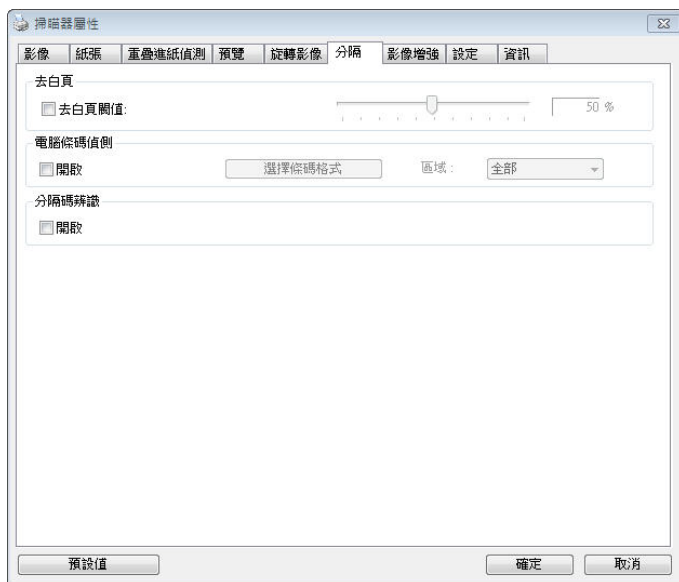 掃瞄器屬性
影像 紙張 重疊進紙偵測 預覽 旋轉影像 分隔 影像增強 設定 資訊
去白頁
去白頁閥值: 50 %
電腦條碼偵側
開啟 選擇條碼格式 區域 : 全部
分隔碼辨識
開啟
預設值 確定 取消